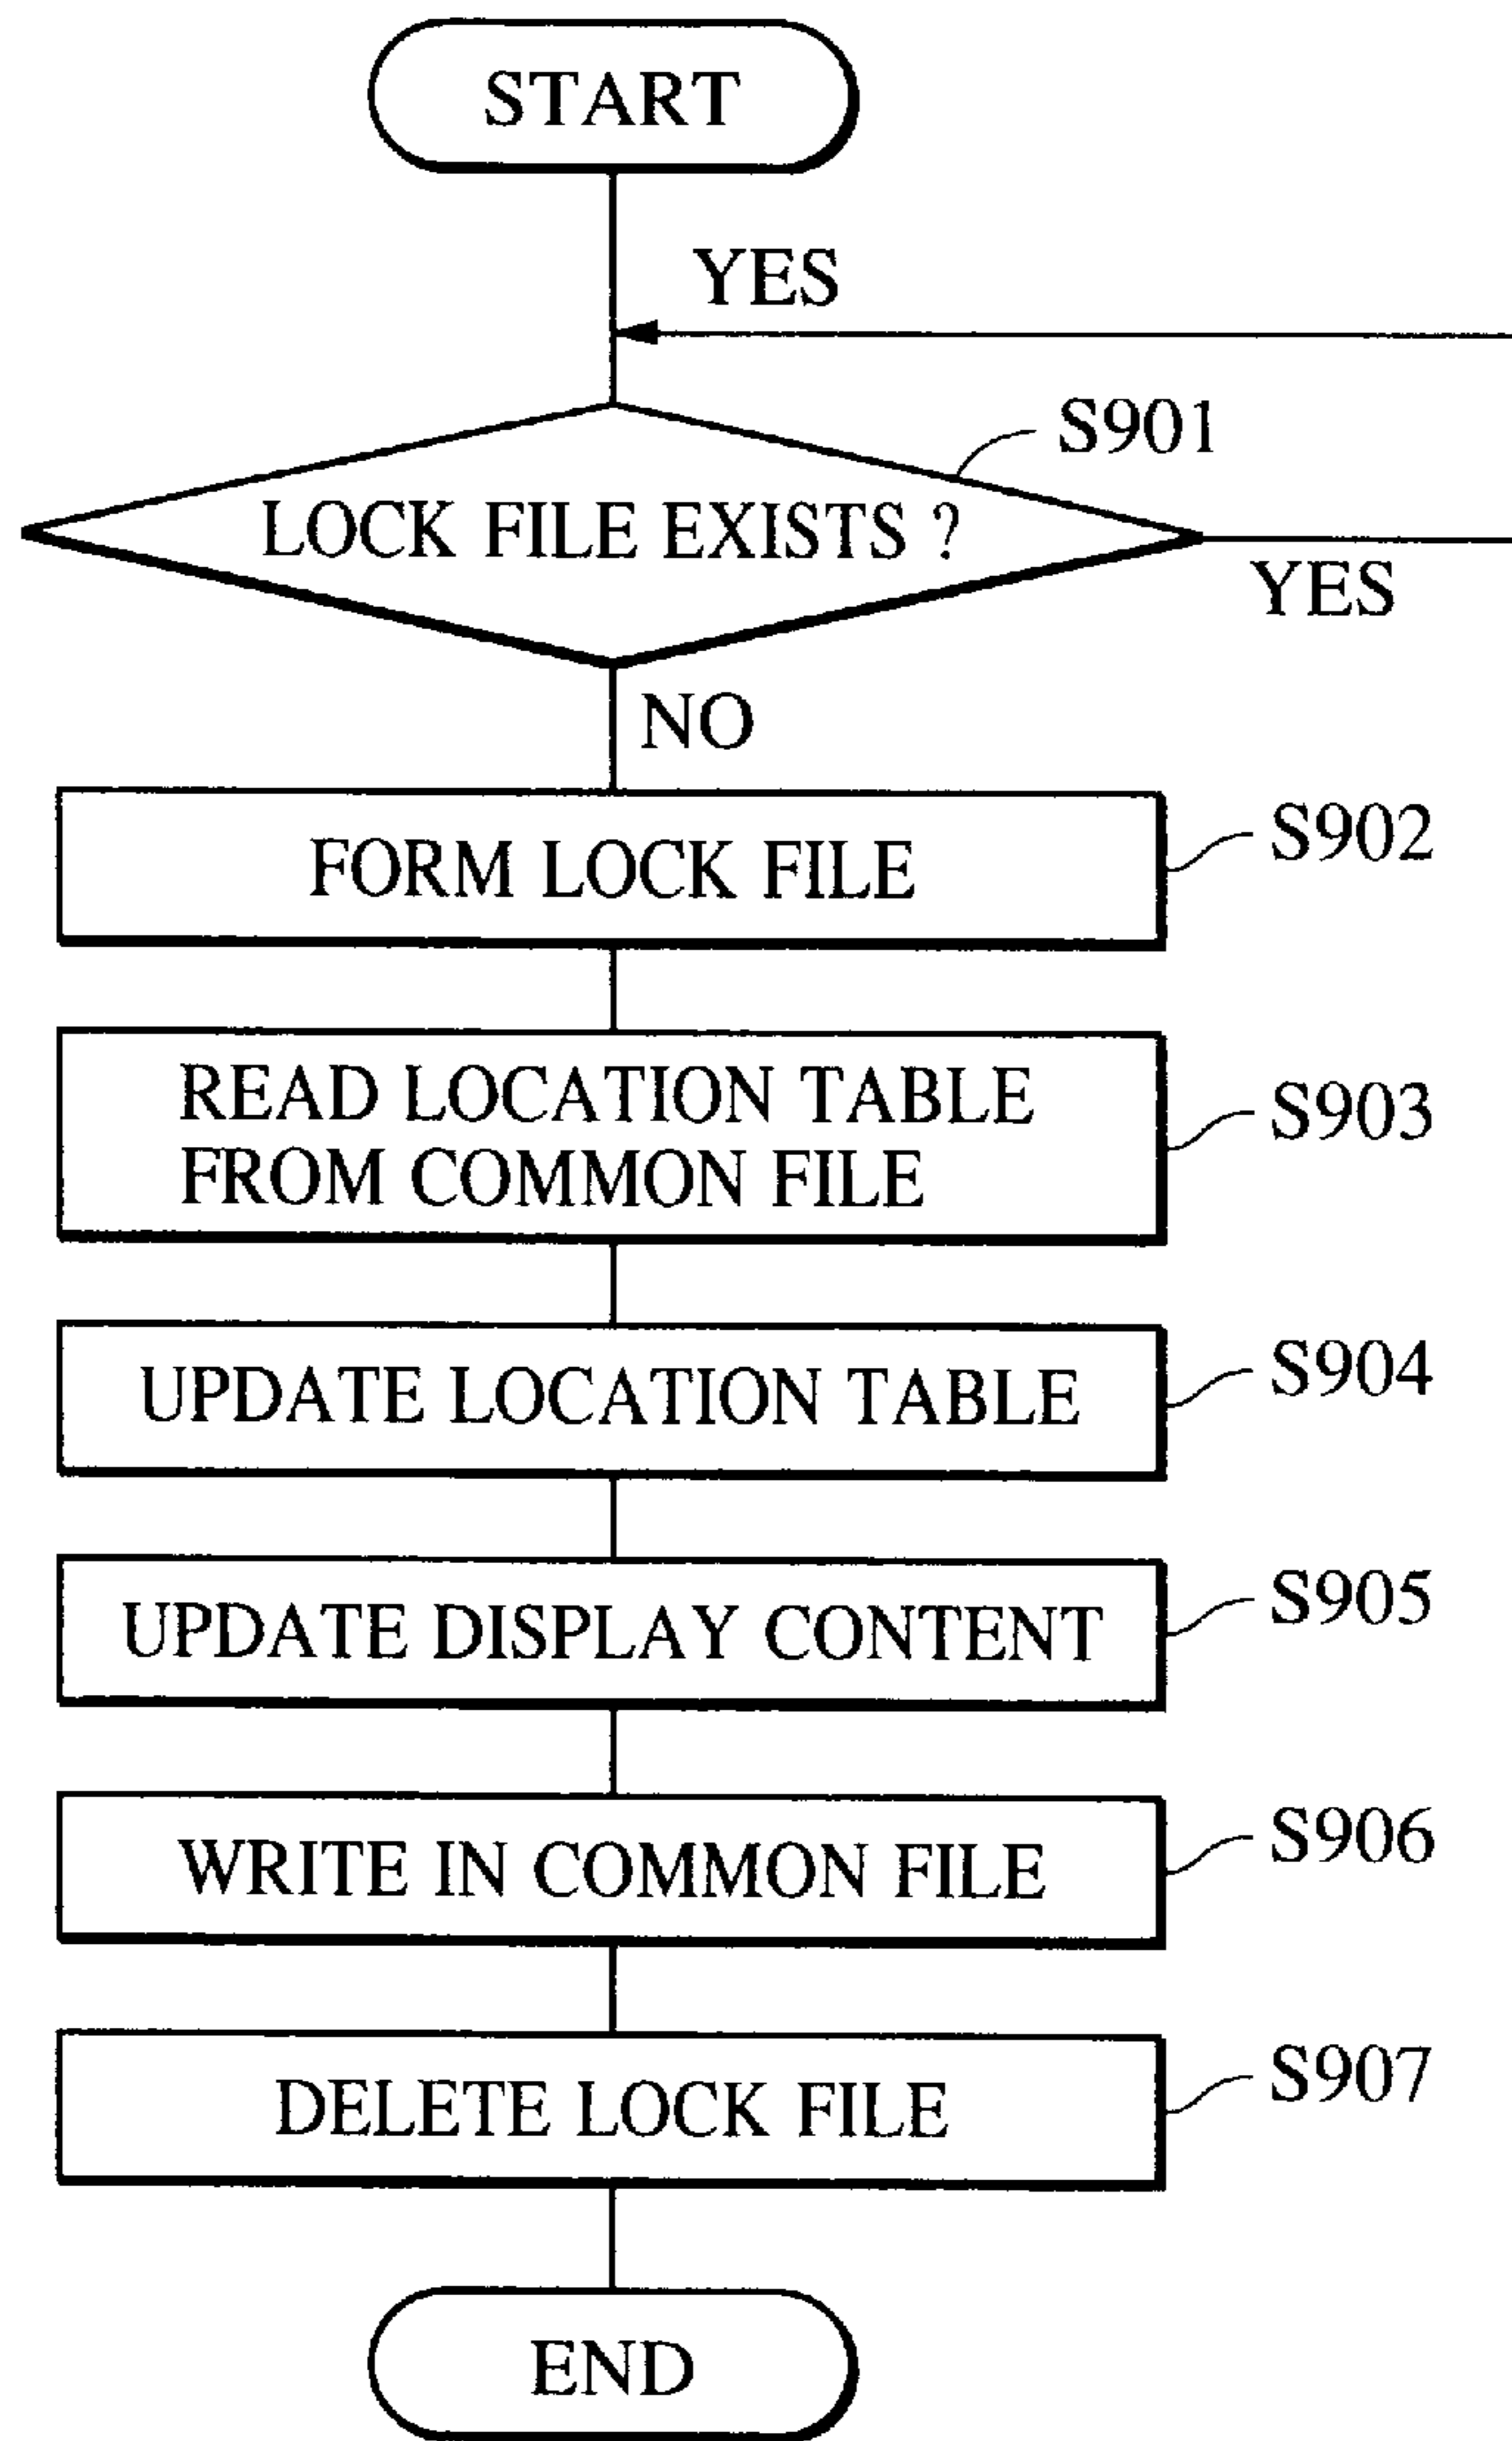 START
YES
S901
LOCK FILE EXISTS ?
YES
NO
FORM LOCK FILE
S902
READ LOCATION TABLE
FROM COMMON FILE
S903
UPDATE LOCATION TABLE
S904
UPDATE DISPLAY CONTENT
S905
WRITE IN COMMON FILE
S906
DELETE LOCK FILE
S907
END